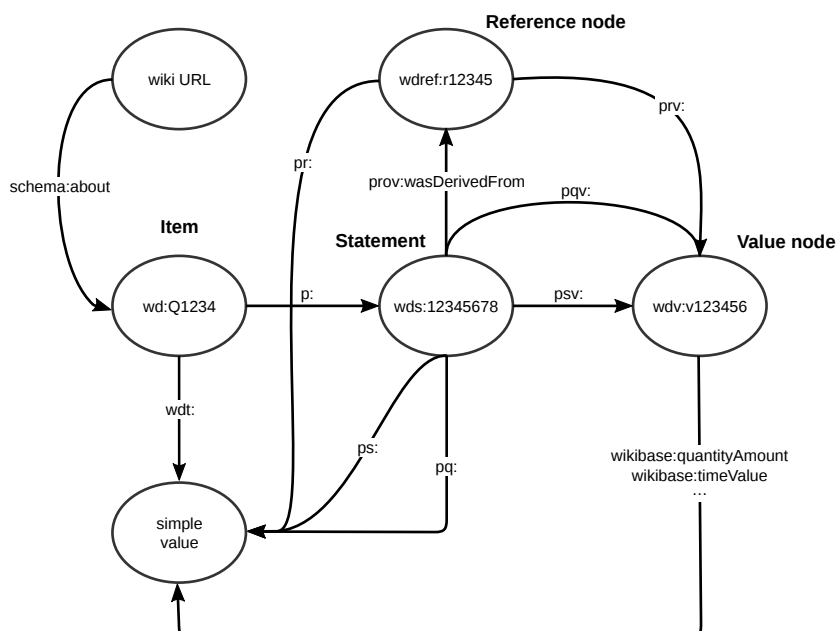 Reference node
wiki URL
wdref:r12345
prv:
pr:
schema:about
prov:wasDerivedFrom
pqv:
Item
Statement
Value node
wd:Q1234
p:
wds:12345678
psv:
wdv:v123456
wdt:
ps:
pq:
wikibase:quantityAmount
wikibase:timeValue
...
simple
value